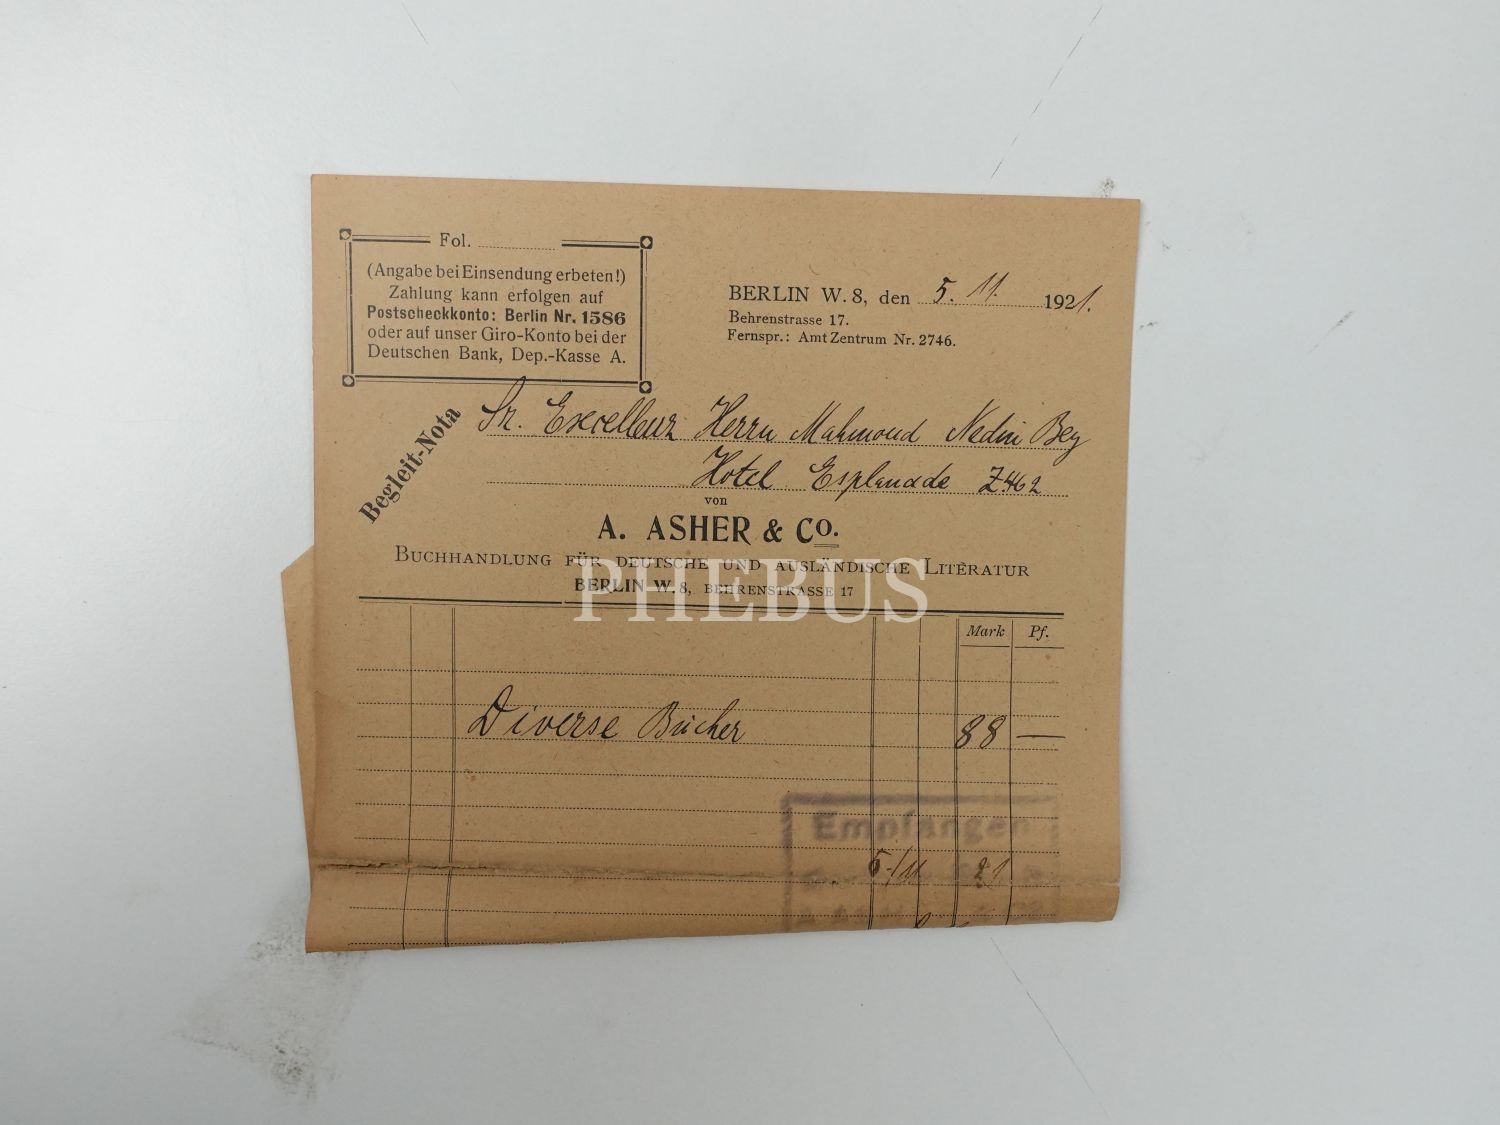 Fol.
(Angabe bei Einsendung erbeten!)
Zahlung kann erfolgen auf
Postscheckkonto: Berlin Nr. 1586
oder auf unser Giro-Konto bei der
Deutschen Bank, Dep.-Kasse A.
BERLIN W. 8, den 5. 11. 1921.
Behrenstrasse 17.
Fernspr.: Amt Zentrum Nr. 2746.
Begleit-Nota
Sr. Excellenz Herrn Mahmoud Nedim Bey
Hotel Esplanade Z 462
von
A. ASHER & Co.
BUCHHANDLUNG FÜR DEUTSCHE UND AUSLÄNDISCHE LITERATUR
PHEBUS
BERLIN W. 8, BEHRENSTRASSE 17
Mark Pf.
Diverse Bücher 88 —
Empfangen
5/11 21